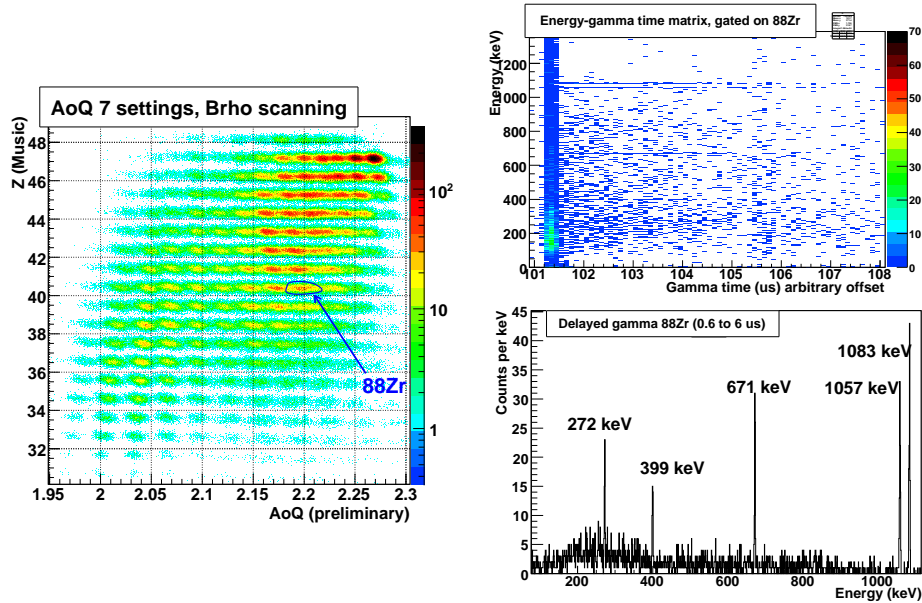 AoQ 7 settings, Brho scanning
Z (Music)
48
46
44
42
40
38
36
34
32
88Zr
1.95 2 2.05 2.1 2.15 2.2 2.25 2.3
AoQ (preliminary)
10²
10
1
Energy-gamma time matrix, gated on 88Zr
Energy (keV)
1200
1000
800
600
400
200
0
101 102 103 104 105 106 107 108
Gamma time (us) arbitrary offset
70
60
50
40
30
20
10
0
Delayed gamma 88Zr (0.6 to 6 us)
Counts per keV
45
40
35
30
25
20
15
10
5
0
272 keV
399 keV
671 keV
1057 keV
1083 keV
200 400 600 800 1000
Energy (keV)